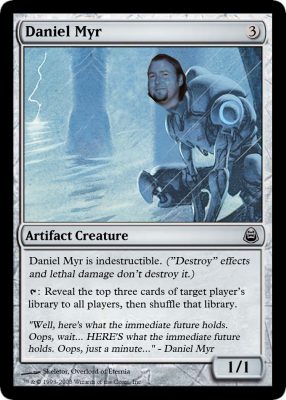 Daniel Myr 3
Artifact Creature
Daniel Myr is indestructible. ("Destroy" effects
and lethal damage don't destroy it.)
: Reveal the top three cards of target player's
library to all players, then shuffle that library.
"Well, here's what the immediate future holds.
Oops, wait... HERE'S what the immediate future
holds. Oops, just a minute..." - Daniel Myr
Skeletor, Overlord of Eternia
1/1